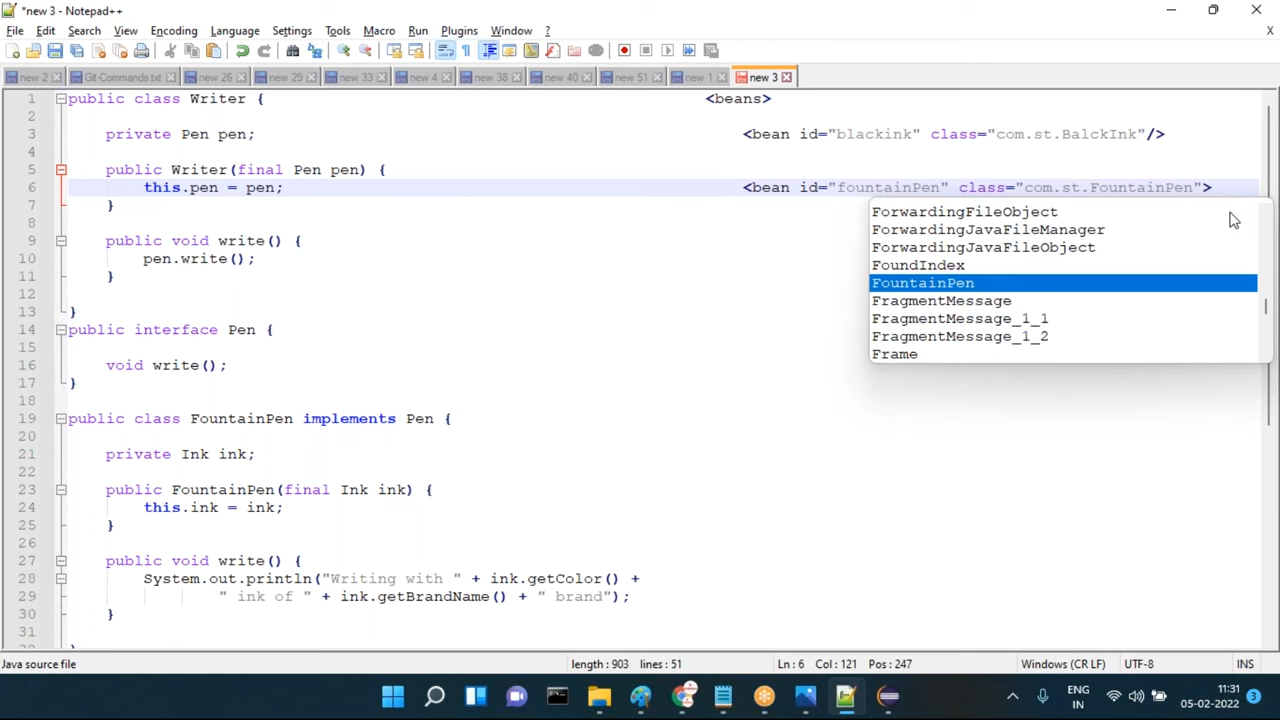 *new 3 - Notepad++
File Edit Search View Encoding Language Settings Tools Macro Run Plugins Window ?
new 2 Git-Commands.txt new 26 new 29 new 33 new 4 new 38 new 40 new 51 new 1 new 3
1 public class Writer { <beans>
2
3 private Pen pen; <bean id="blackink" class="com.st.BalckInk"/>
4
5 public Writer(final Pen pen) {
6 this.pen = pen; <bean id="fountainPen" class="com.st.FountainPen">
7 }
8
9 public void write() {
10 pen.write();
11 }
12
13 }
14 public interface Pen {
15
16 void write();
17 }
18
19 public class FountainPen implements Pen {
20
21 private Ink ink;
22
23 public FountainPen(final Ink ink) {
24 this.ink = ink;
25 }
26
27 public void write() {
28 System.out.println("Writing with " + ink.getColor() +
29 " ink of " + ink.getBrandName() + " brand");
30 }
31
ForwardingFileObject
ForwardingJavaFileManager
ForwardingJavaFileObject
FoundIndex
FountainPen
FragmentMessage
FragmentMessage_1_1
FragmentMessage_1_2
Frame
Java source file length : 903 lines : 51 Ln : 6 Col : 121 Pos : 247 Windows (CR LF) UTF-8 INS
ENG
IN
11:31
05-02-2022
3